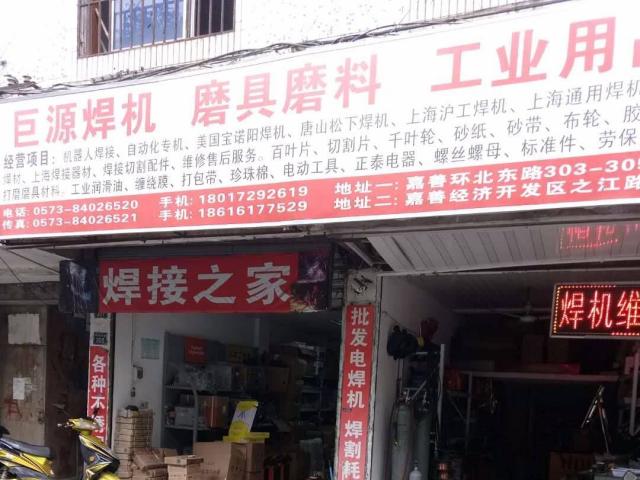 巨源焊机 磨具磨料 工业用
经营项目：机器人焊接、自动化专机、美国宝诺阳焊机、唐山松下焊机、上海沪工焊机、上海通用焊机
焊材、上海焊接器材、焊接切割配件、维修售后服务。百叶片、切割片、千叶轮、砂纸、砂带、布轮、胶
打磨磨具材料。工业润滑油、缠绕膜、打包带、珍珠棉、电动工具、正泰电器、螺丝螺母、标准件、劳保
电话：0573-84026520 手机：18017292619 地址一：嘉善环北东路303-30
传真：0573-84026521 手机：18616177529 地址二：嘉善经济开发区之江路
焊接之家
焊机维
批发电焊机 焊割耗
各种不锈